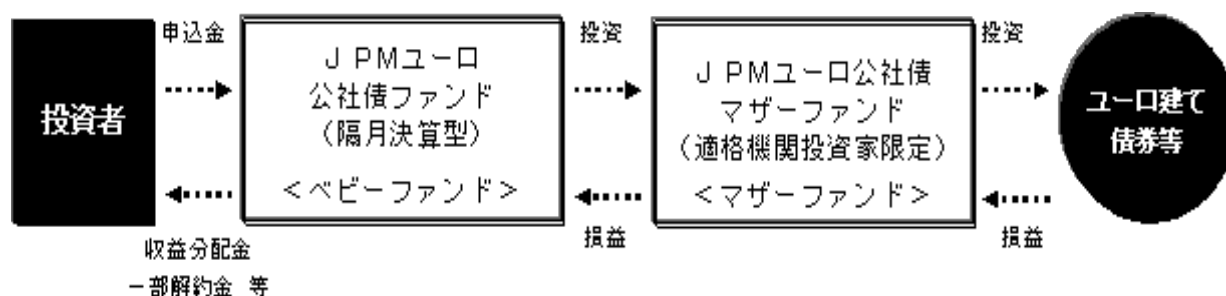 申込金
投資
投資
投資者
JPMユーロ
公社債ファンド
(隔月決算型)
<ベビーファンド>
JPMユーロ公社債
マザーファンド
(適格機関投資家限定)
<マザーファンド>
ユーロ建て
債券等
収益分配金
一部解約金 等
損益
損益